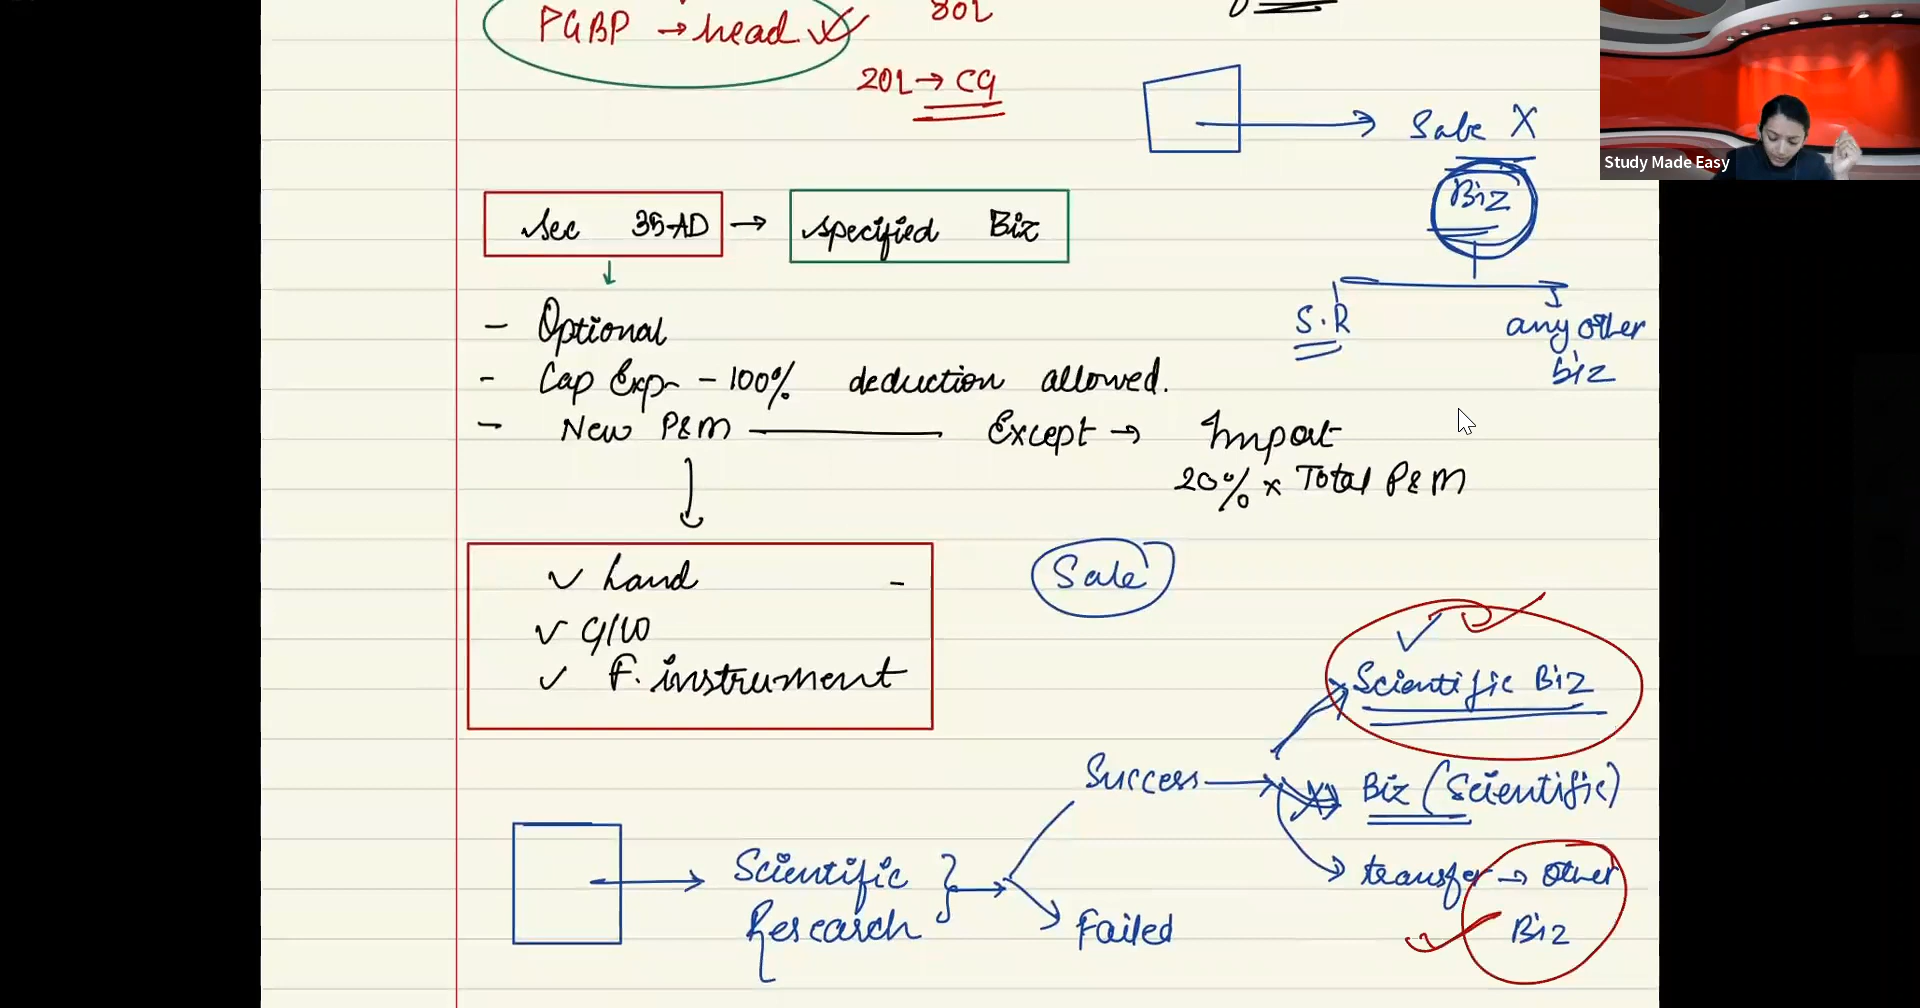 PGBP → head
80L
20L → CG
Sale X
Study Made Easy
Biz
Sec 35-AD → specified Biz
S.R
any other
biz
- Optional
- Cap Exp - 100% deduction allowed.
- New P&M Except → Import
20% x Total P&M
Land -
G/W
F. instrument
Sale
Scientific Biz
Success
Biz (Scientific)
Scientific
Research
transfer → other
Biz
Failed